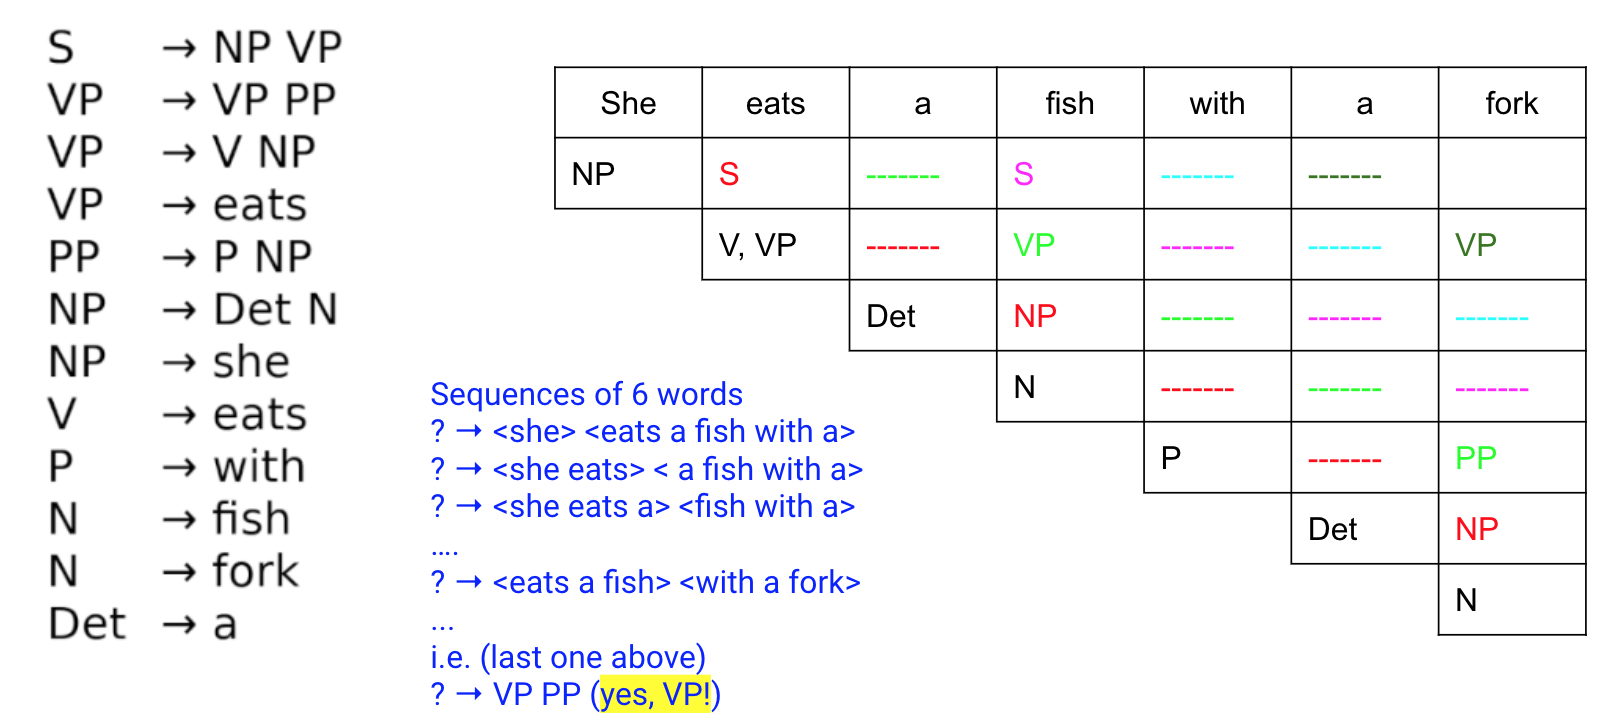 S → NP VP
VP → VP PP
VP → V NP
VP → eats
PP → P NP
NP → Det N
NP → she
V → eats
P → with
N → fish
N → fork
Det → a
She eats a fish with a fork
NP S ------- S ------- -------
V, VP ------- VP ------- ------- VP
Det NP ------- ------- -------
N ------- ------- -------
P ------- PP
Det NP
N
Sequences of 6 words
? → <she> <eats a fish with a>
? → <she eats> < a fish with a>
? → <she eats a> <fish with a>
....
? → <eats a fish> <with a fork>
...
i.e. (last one above)
? → VP PP (yes, VP!)